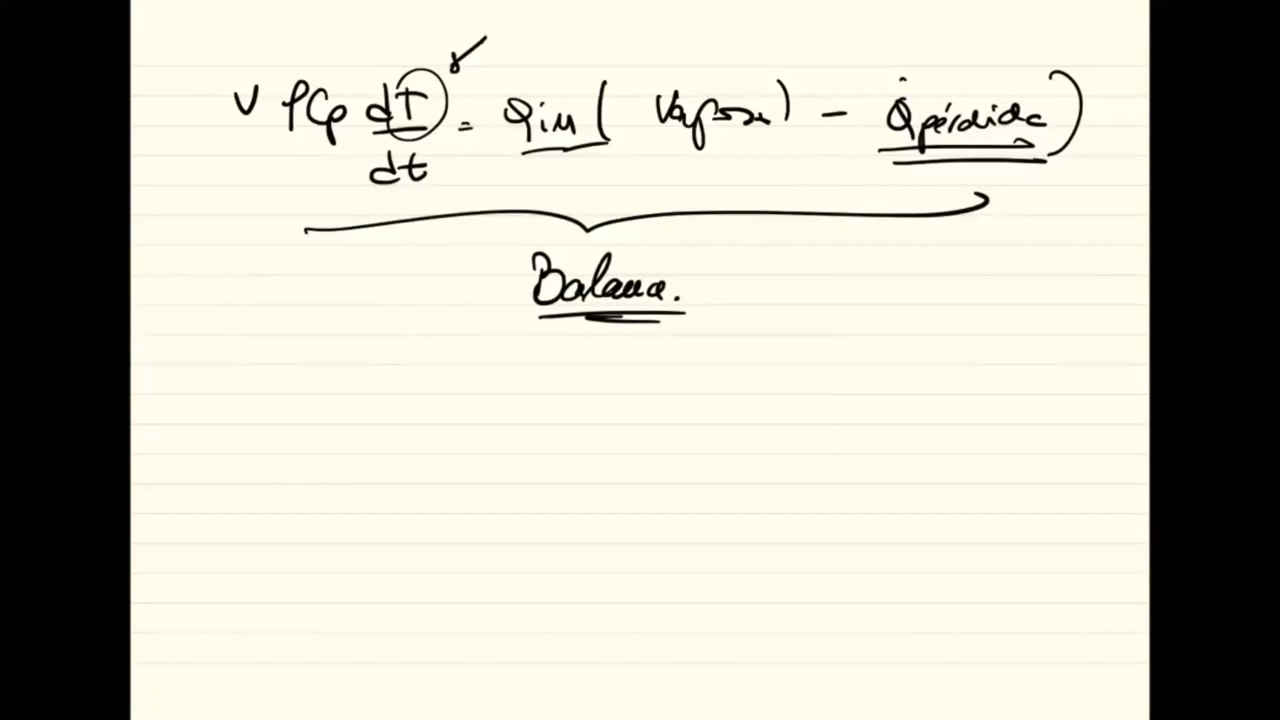 V ρCp dT/dt = Qin ( Vapor ) - Q̇pérdida )
Balance.